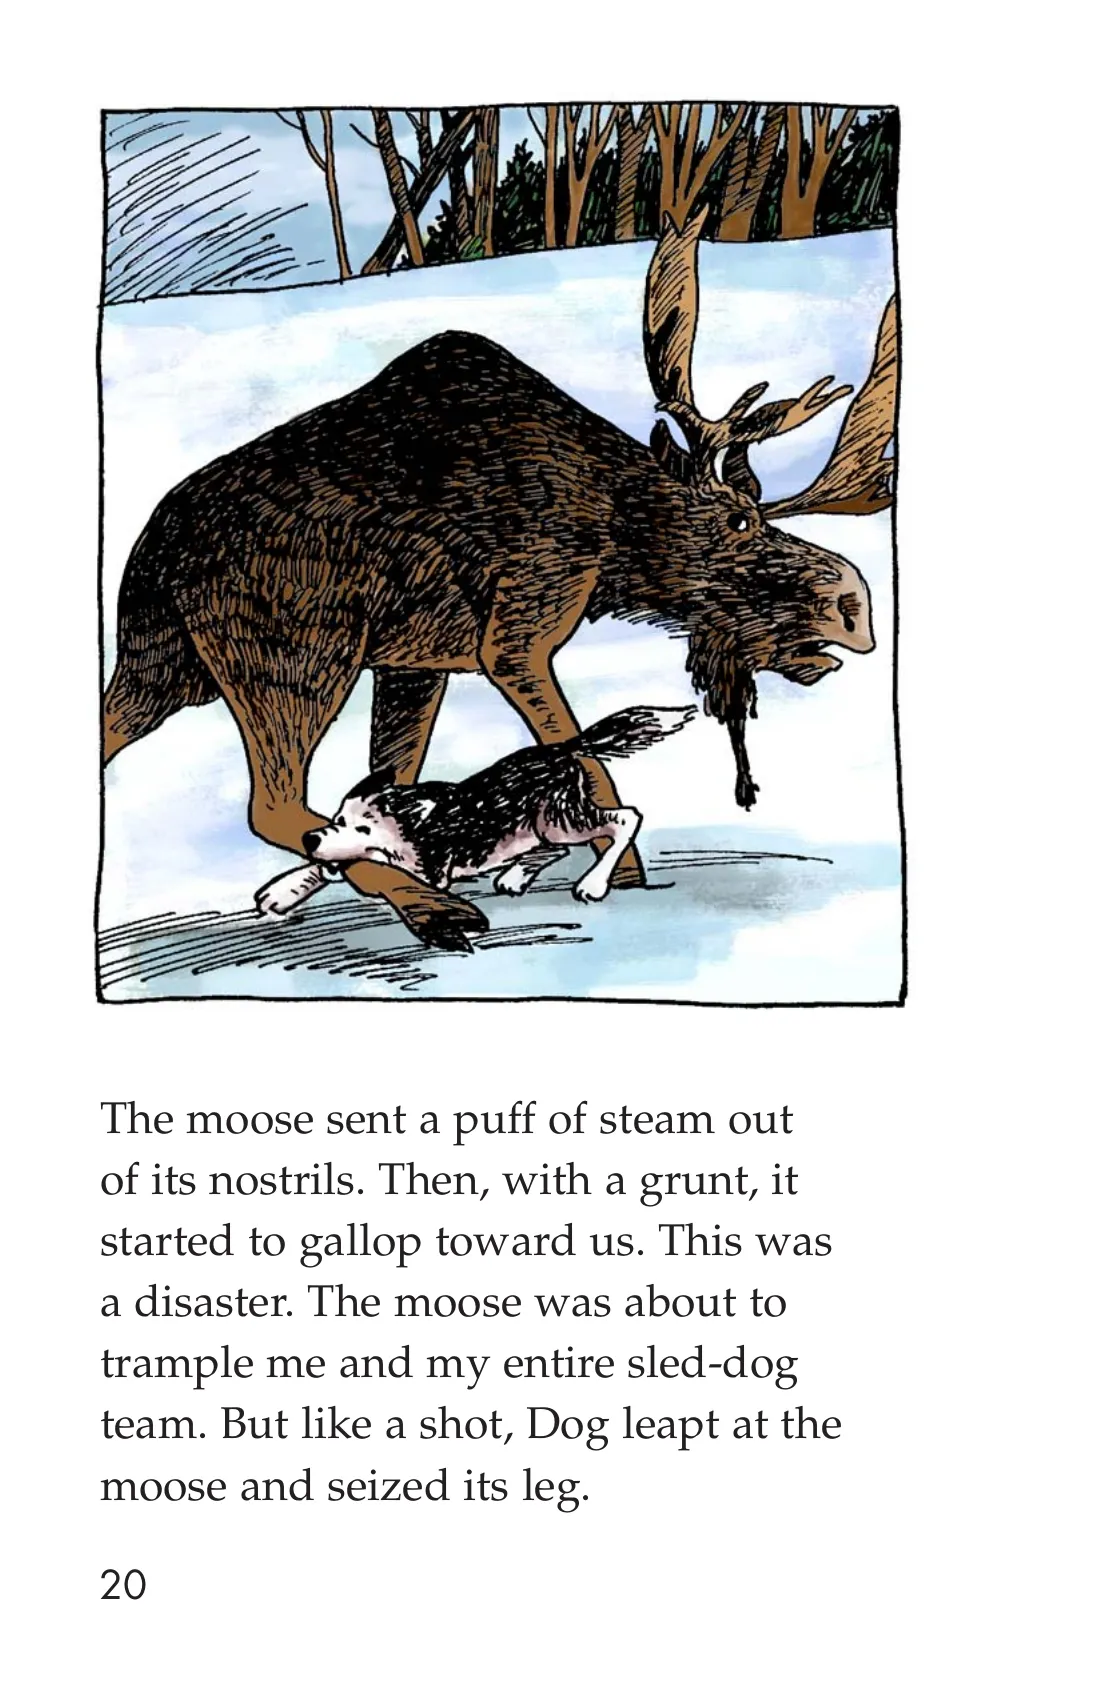 The moose sent a puff of steam out
of its nostrils. Then, with a grunt, it
started to gallop toward us. This was
a disaster. The moose was about to
trample me and my entire sled-dog
team. But like a shot, Dog leapt at the
moose and seized its leg.
20